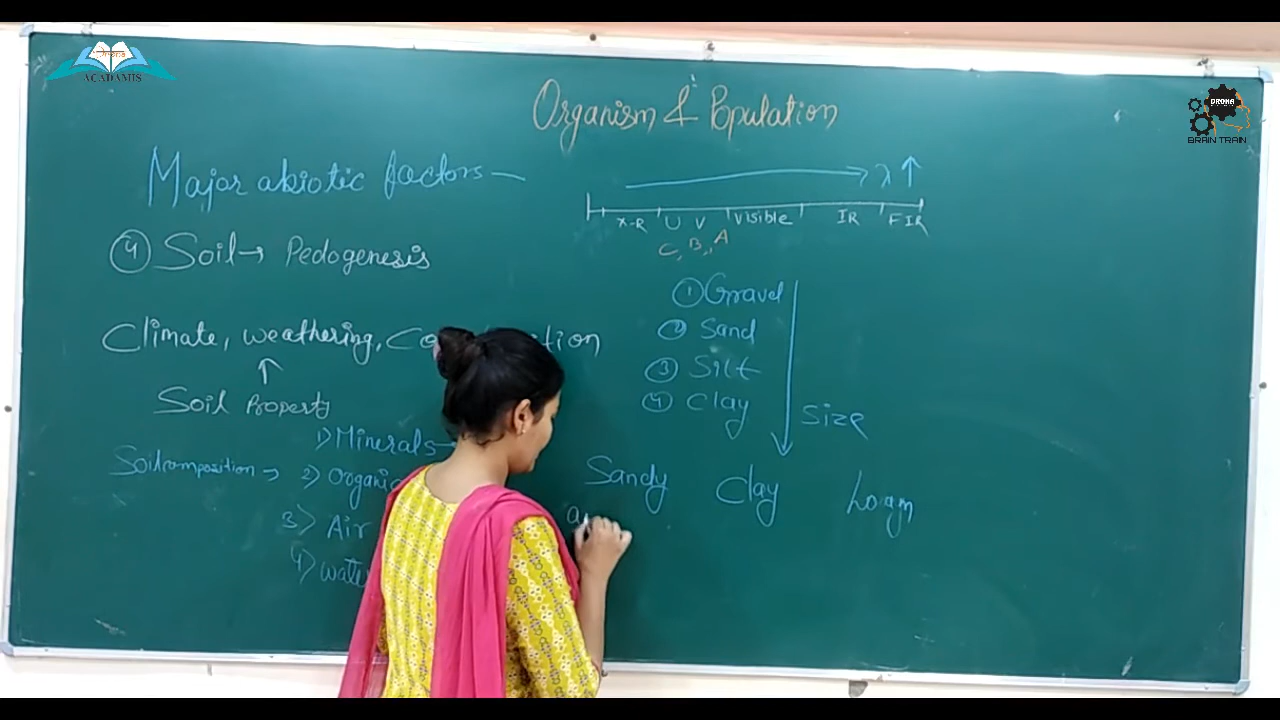 Drona
ACADAMIS
DRONA
BRAIN TRAIN
Organism & Population
Major abiotic factors —
λ ↑
X-R U V Visible IR FIR
C, B, A
④ Soil → Pedogenesis
① Gravel
② Sand
③ Silt
④ Clay
Size
Climate, weathering,
↑
Soil Property
Soil composition →
1) Minerals →
2) Organic
3) Air
4) Wate
Sandy Clay Loam